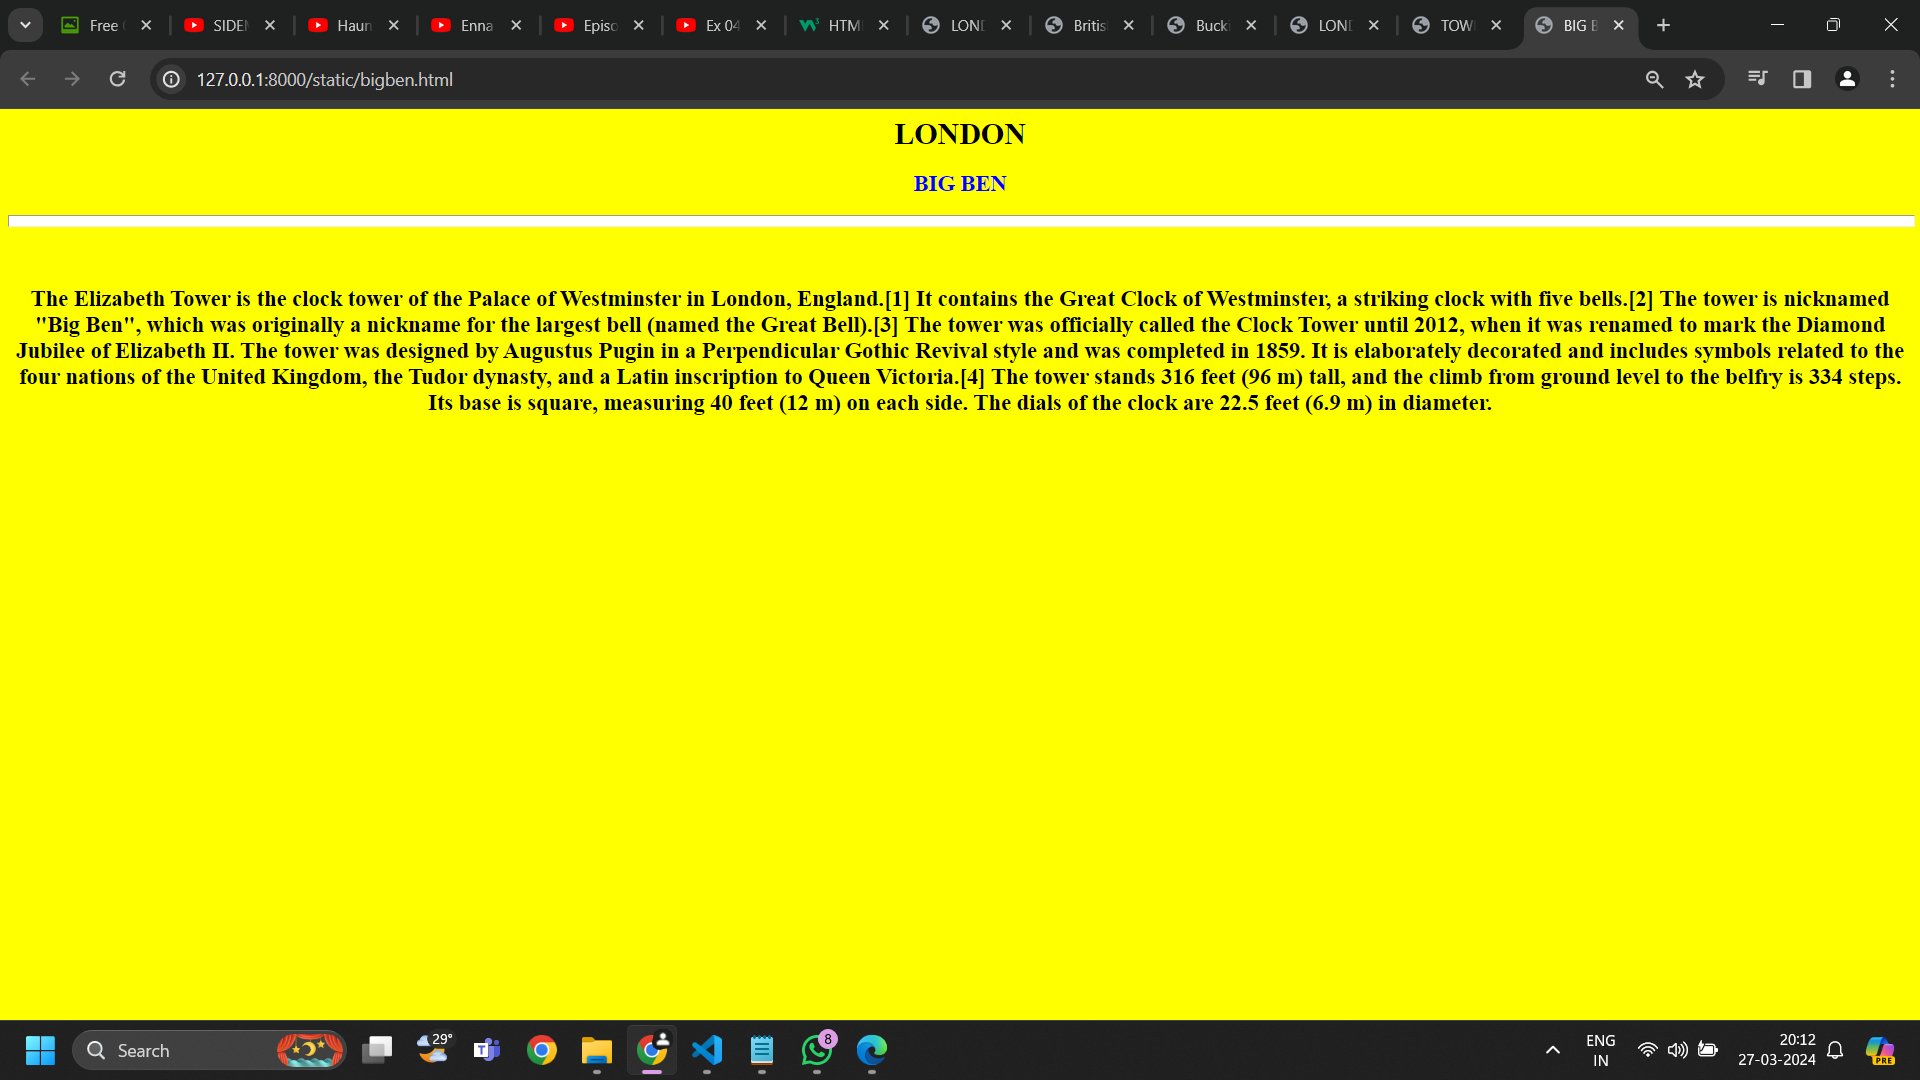 Free
SIDE
Haun
Enna
Episo
Ex 04
HTM
LOND
Britis
Bucki
LOND
TOW
BIG B
127.0.0.1:8000/static/bigben.html
LONDON
BIG BEN
The Elizabeth Tower is the clock tower of the Palace of Westminster in London, England.[1] It contains the Great Clock of Westminster, a striking clock with five bells.[2] The tower is nicknamed
"Big Ben", which was originally a nickname for the largest bell (named the Great Bell).[3] The tower was officially called the Clock Tower until 2012, when it was renamed to mark the Diamond
Jubilee of Elizabeth II. The tower was designed by Augustus Pugin in a Perpendicular Gothic Revival style and was completed in 1859. It is elaborately decorated and includes symbols related to the
four nations of the United Kingdom, the Tudor dynasty, and a Latin inscription to Queen Victoria.[4] The tower stands 316 feet (96 m) tall, and the climb from ground level to the belfry is 334 steps.
Its base is square, measuring 40 feet (12 m) on each side. The dials of the clock are 22.5 feet (6.9 m) in diameter.
Search
29°
8
ENG
IN
20:12
27-03-2024
PRE